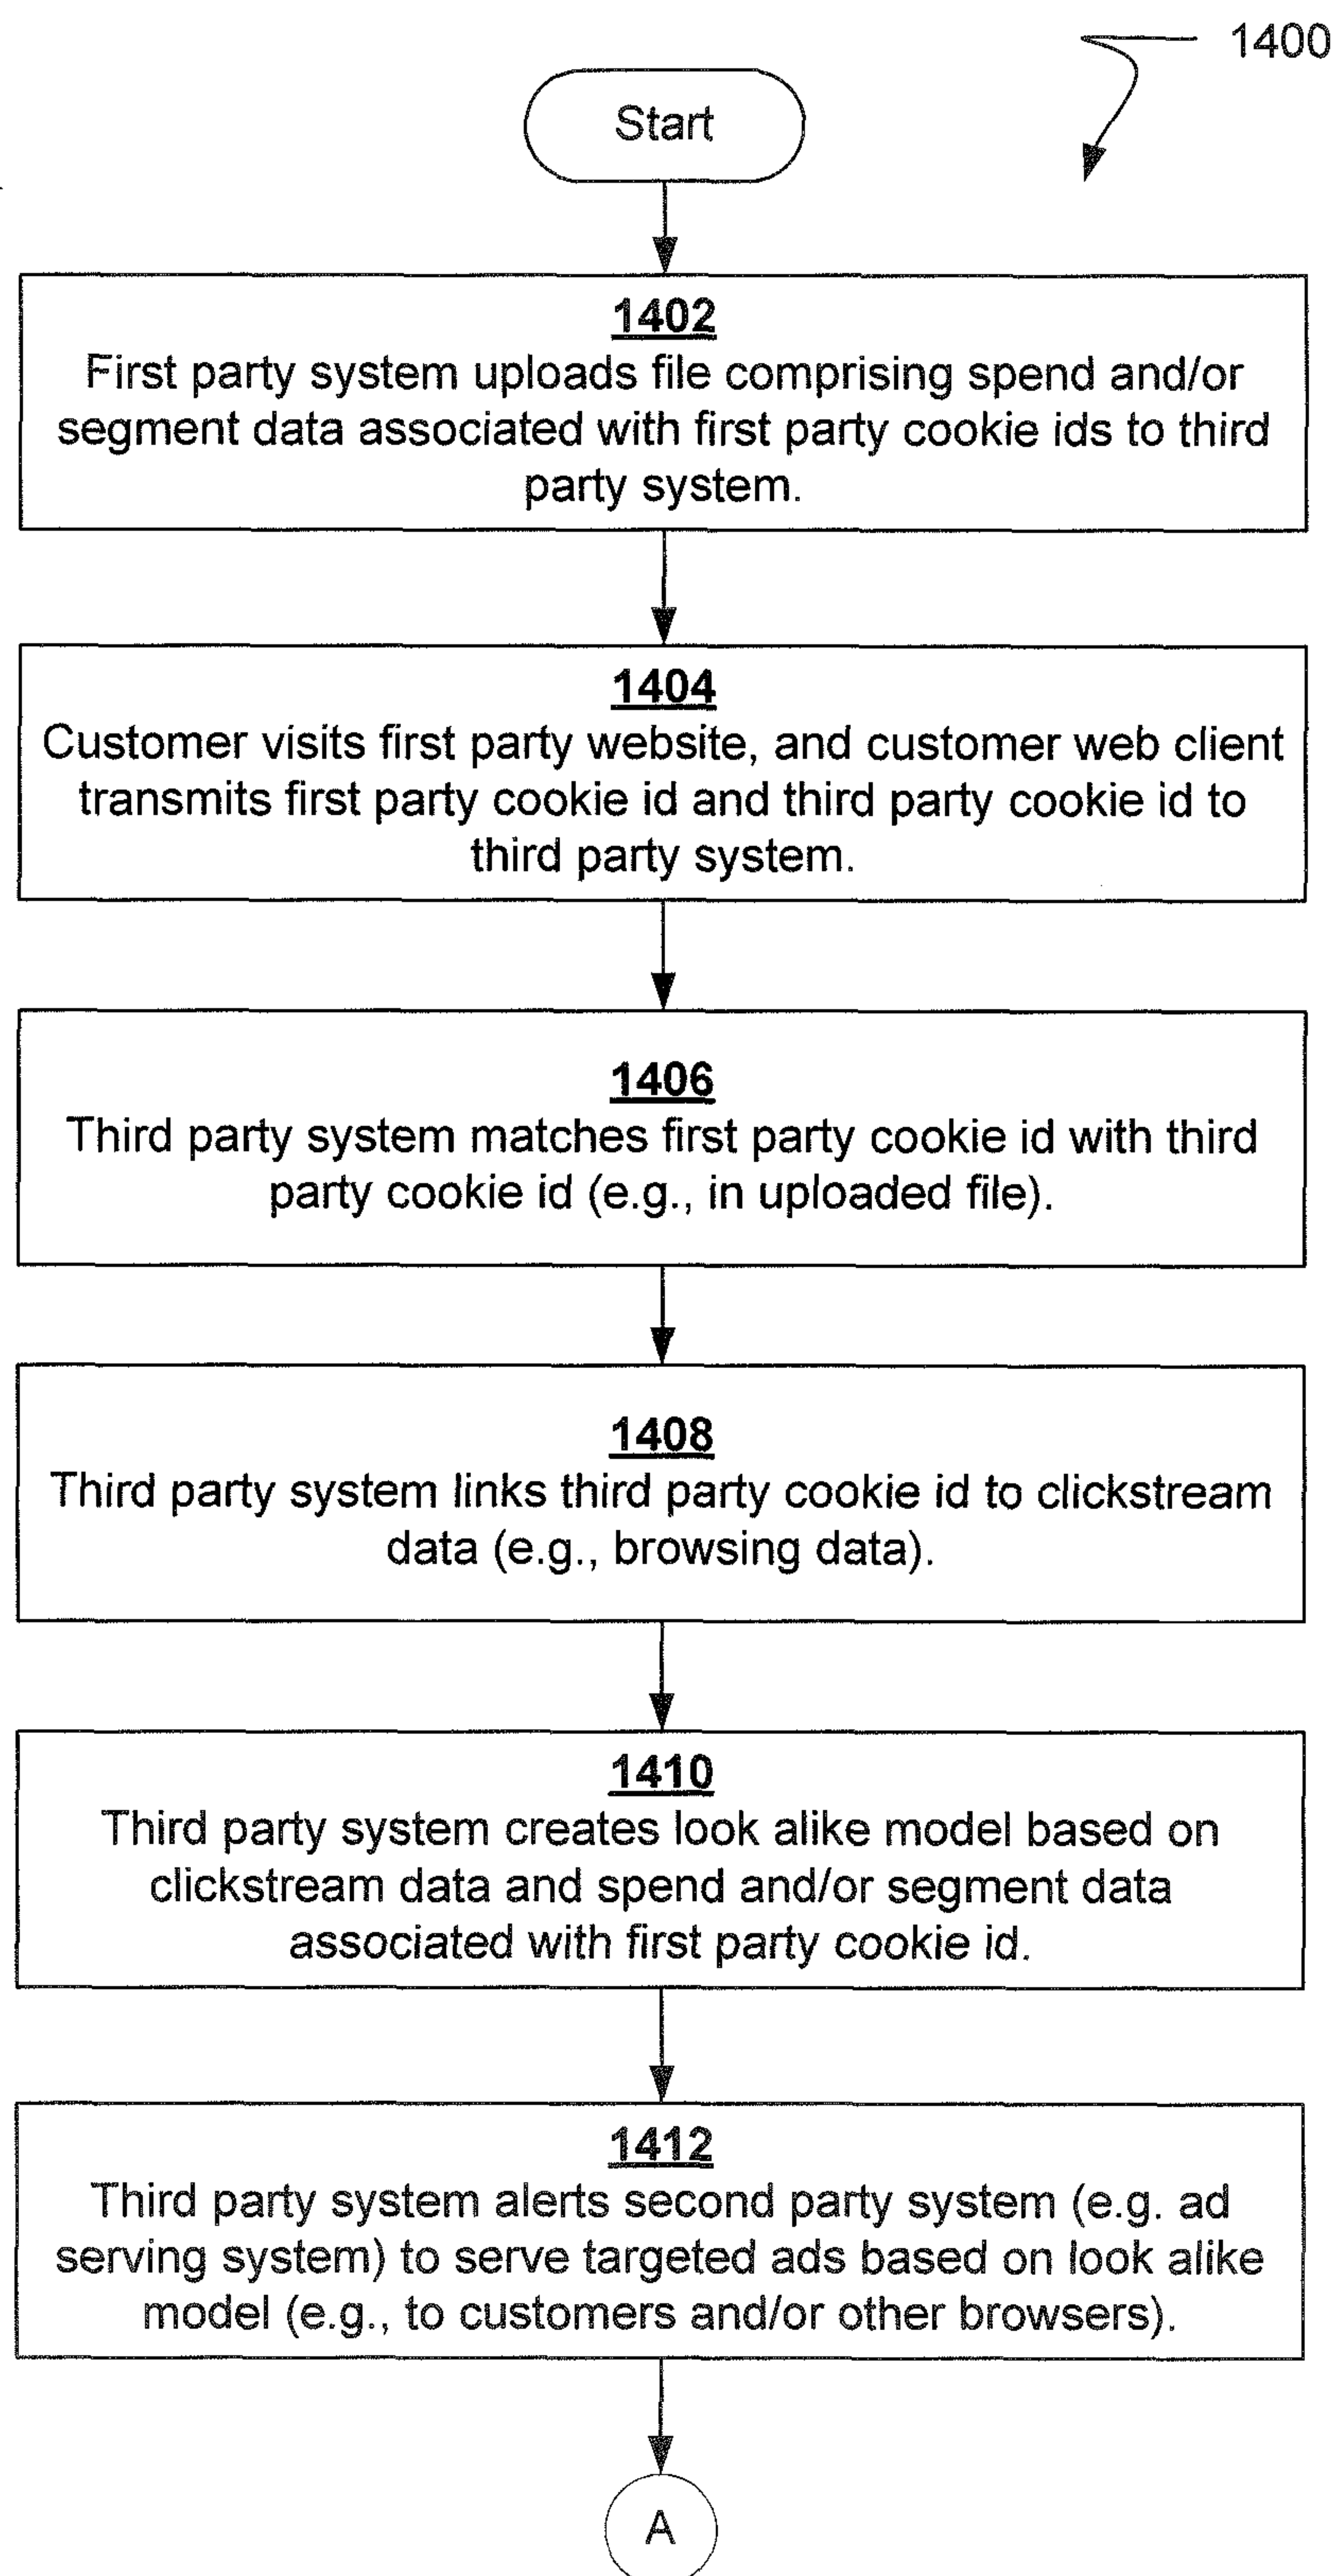 1400
Start
1402
First party system uploads file comprising spend and/or
segment data associated with first party cookie ids to third
party system.
1404
Customer visits first party website, and customer web client
transmits first party cookie id and third party cookie id to
third party system.
1406
Third party system matches first party cookie id with third
party cookie id (e.g., in uploaded file).
1408
Third party system links third party cookie id to clickstream
data (e.g., browsing data).
1410
Third party system creates look alike model based on
clickstream data and spend and/or segment data
associated with first party cookie id.
1412
Third party system alerts second party system (e.g. ad
serving system) to serve targeted ads based on look alike
model (e.g., to customers and/or other browsers).
A